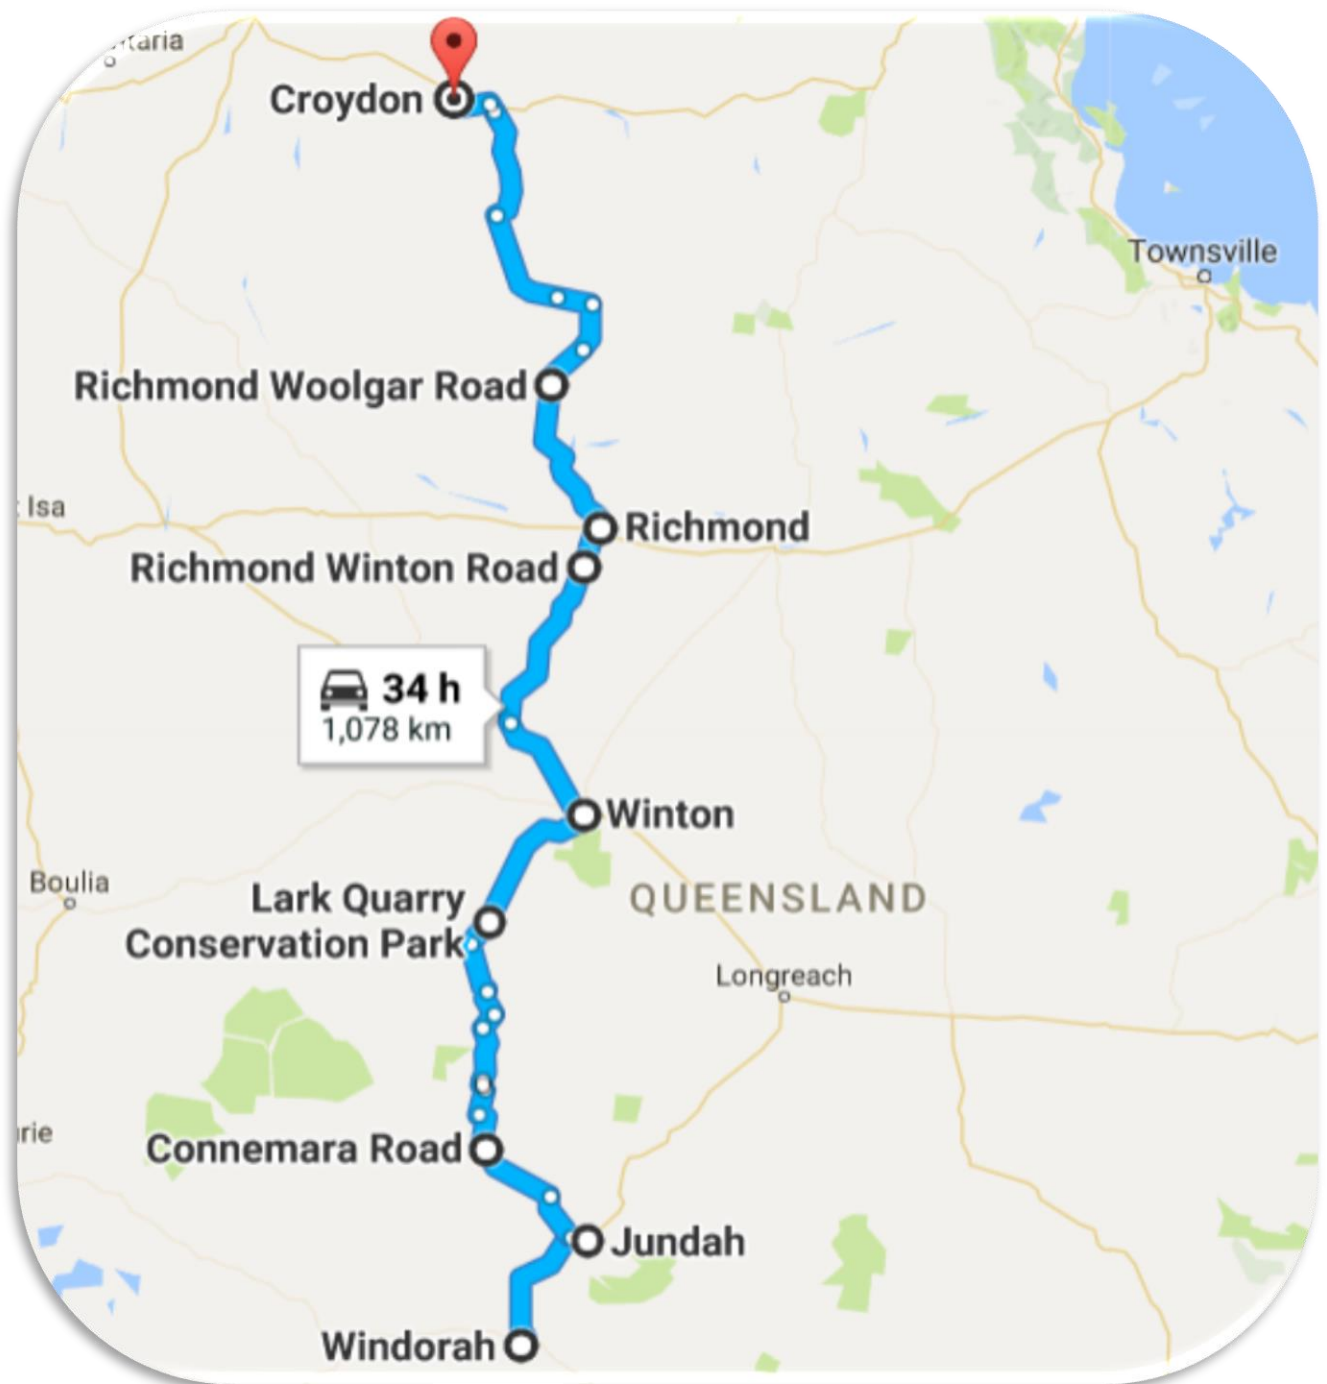 Croydon
Townsville
Richmond Woolgar Road
Isa
Richmond
Richmond Winton Road
34 h
1,078 km
Winton
Boulia
Lark Quarry
Conservation Park
QUEENSLAND
Longreach
Connemara Road
Jundah
Windorah